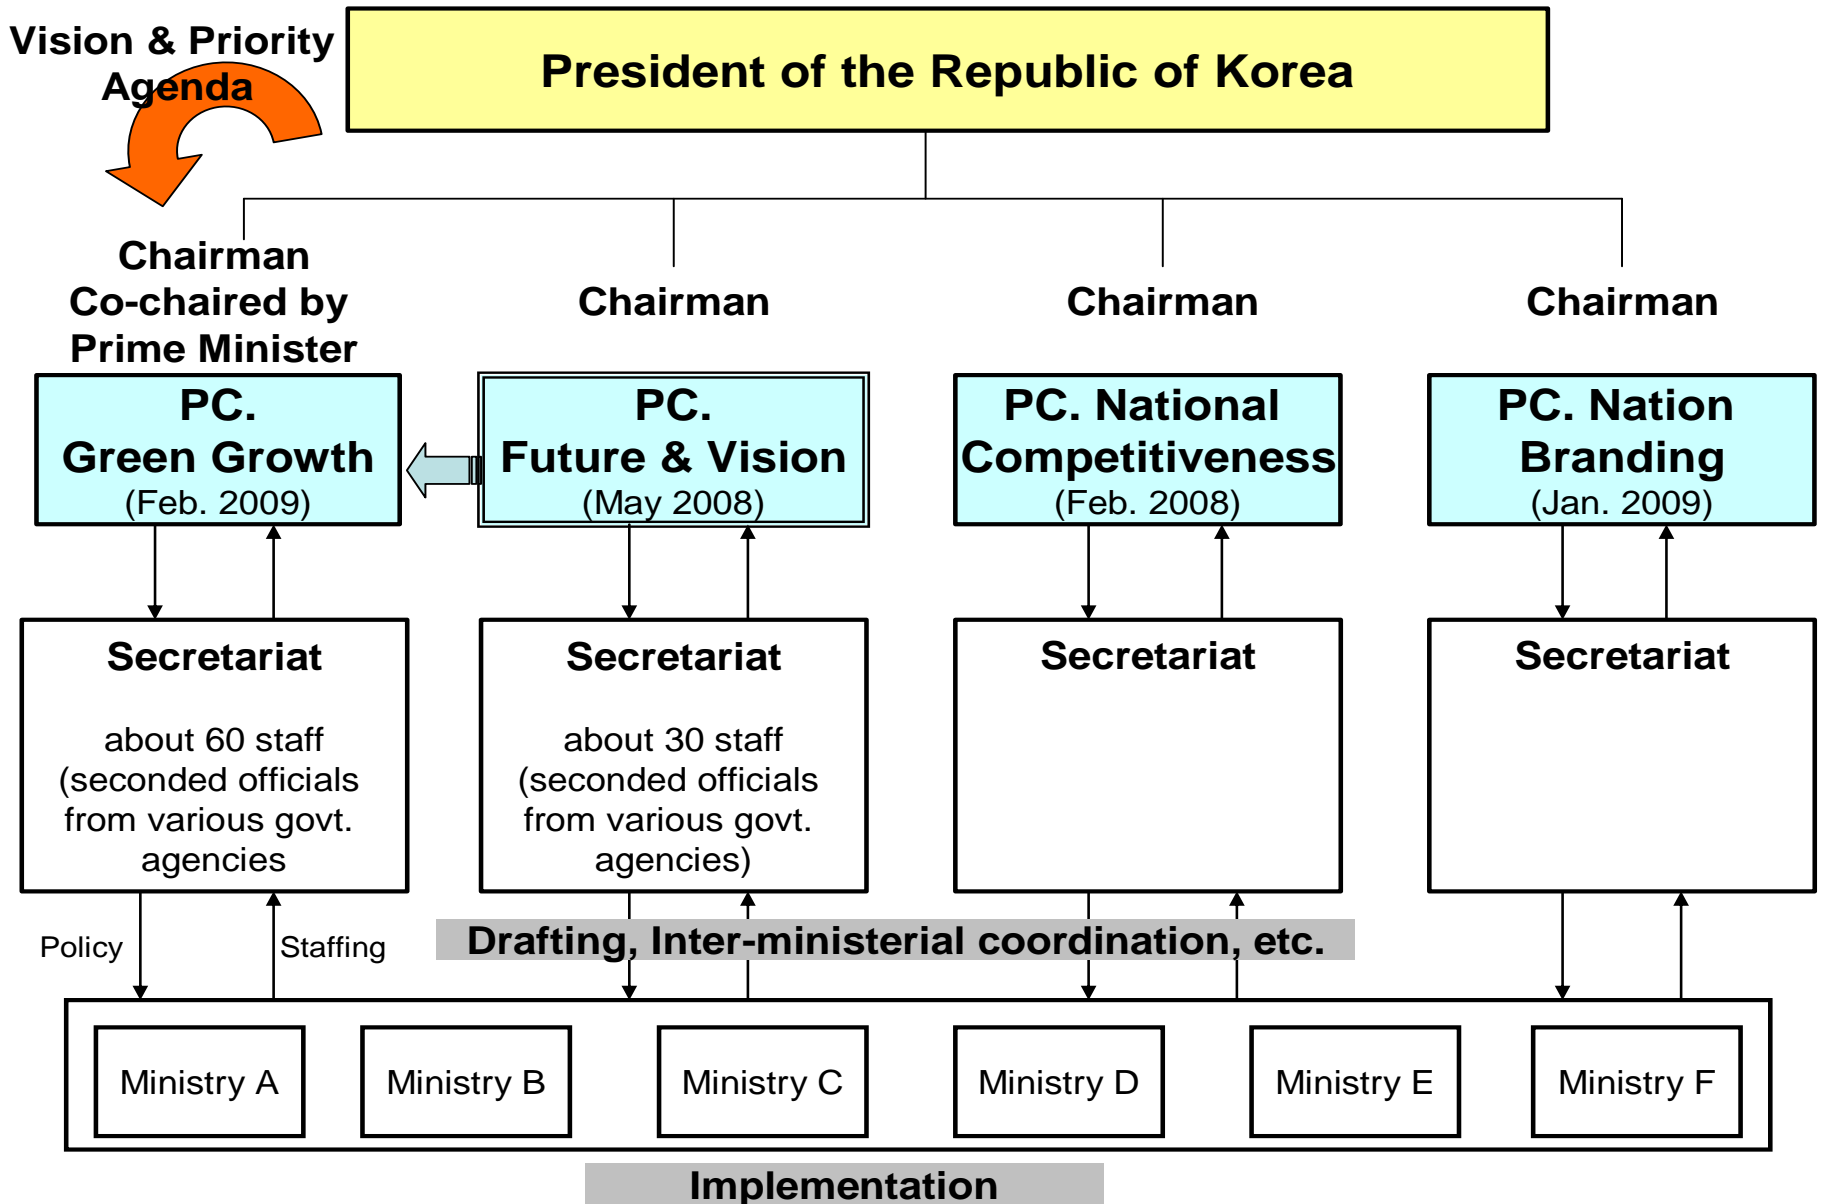 Vision & Priority
Agenda
President of the Republic of Korea
Chairman
Co-chaired by
Prime Minister
Chairman
Chairman
Chairman
PC.
Green Growth
(Feb. 2009)
PC.
Future & Vision
(May 2008)
PC. National
Competitiveness
(Feb. 2008)
PC. Nation
Branding
(Jan. 2009)
Secretariat
about 60 staff
(seconded officials
from various govt.
agencies
Secretariat
about 30 staff
(seconded officials
from various govt.
agencies)
Secretariat
Secretariat
Policy
Staffing
Drafting, Inter-ministerial coordination, etc.
Ministry A
Ministry B
Ministry C
Ministry D
Ministry E
Ministry F
Implementation